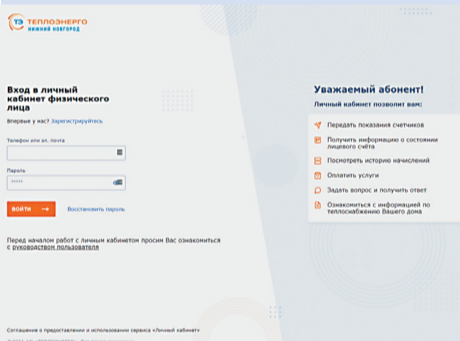 ТЭ ТЕПЛОЭНЕРГО
НИЖНИЙ НОВГОРОД
Вход в личный
кабинет физического
лица
Впервые у нас? Зарегистрируйтесь
Телефон или эл. почта
Пароль
•••••
ВОЙТИ →
Восстановить пароль
Перед началом работ с личным кабинетом просим Вас ознакомиться
с руководством пользователя
Уважаемый абонент!
Личный кабинет позволит вам:
Передать показания счетчиков
Получить информацию о состоянии
лицевого счёта
Посмотреть историю начислений
Оплатить услуги
Задать вопрос и получить ответ
Ознакомиться с информацией по
теплоснабжению Вашего дома
Соглашение о предоставлении и использовании сервиса «Личный кабинет»